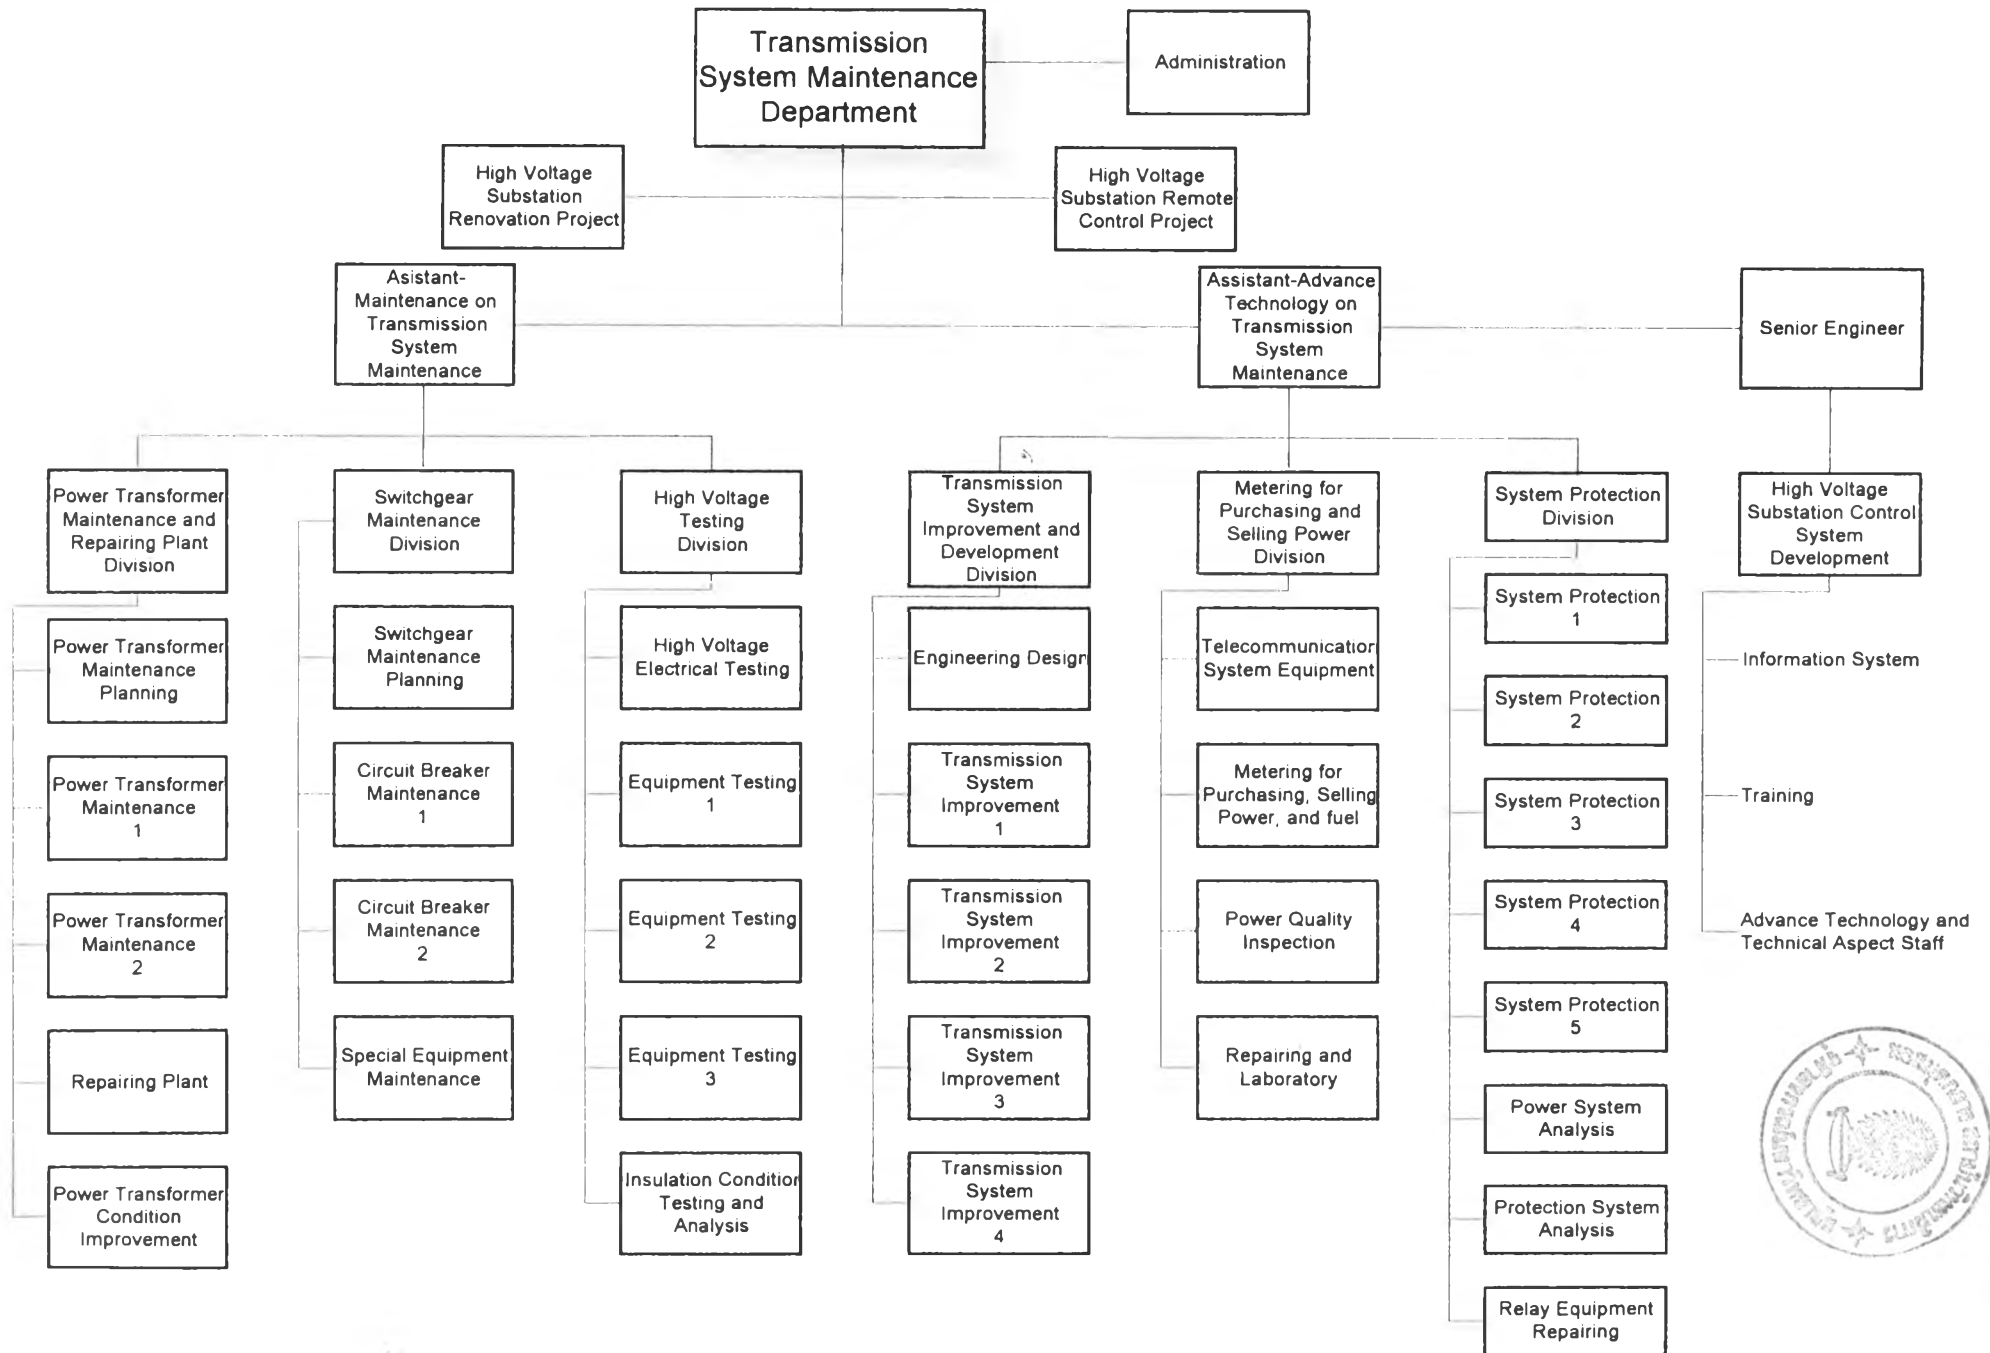 Transmission
System Maintenance
Department
Administration
High Voltage
Substation
Renovation Project
High Voltage
Substation Remote
Control Project
Asistant-
Maintenance on
Transmission
System
Maintenance
Assistant-Advance
Technology on
Transmission
System
Maintenance
Senior Engineer
Power Transformer
Maintenance and
Repairing Plant
Division
Switchgear
Maintenance
Division
High Voltage
Testing
Division
Transmission
System
Improvement and
Development
Division
Metering for
Purchasing and
Selling Power
Division
System Protection
Division
High Voltage
Substation Control
System
Development
Power Transformer
Maintenance
Planning
Power Transformer
Maintenance
1
Power Transformer
Maintenance
2
Repairing Plant
Power Transformer
Condition
Improvement
Switchgear
Maintenance
Planning
Circuit Breaker
Maintenance
1
Circuit Breaker
Maintenance
2
Special Equipment
Maintenance
High Voltage
Electrical Testing
Equipment Testing
1
Equipment Testing
2
Equipment Testing
3
Insulation Condition
Testing and
Analysis
Engineering Design
Transmission
System
Improvement
1
Transmission
System
Improvement
2
Transmission
System
Improvement
3
Transmission
System
Improvement
4
Telecommunication
System Equipment
Metering for
Purchasing, Selling
Power, and fuel
Power Quality
Inspection
Repairing and
Laboratory
System Protection
1
System Protection
2
System Protection
3
System Protection
4
System Protection
5
Power System
Analysis
Protection System
Analysis
Relay Equipment
Repairing
Information System
Training
Advance Technology and
Technical Aspect Staff